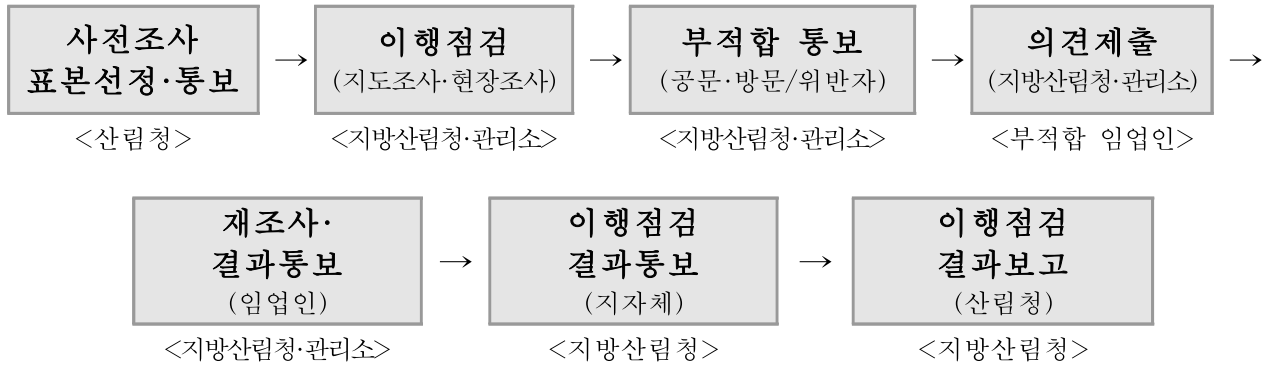 사전조사
표본선정·통보
<산림청>
→
이행점검
(지도조사·현장조사)
<지방산림청·관리소>
→
부적합 통보
(공문·방문/위반자)
<지방산림청·관리소>
→
의견제출
(지방산림청·관리소)
<부적합 임업인>
→
재조사·
결과통보
(임업인)
<지방산림청·관리소>
→
이행점검
결과통보
(지자체)
<지방산림청>
→
이행점검
결과보고
(산림청)
<지방산림청>